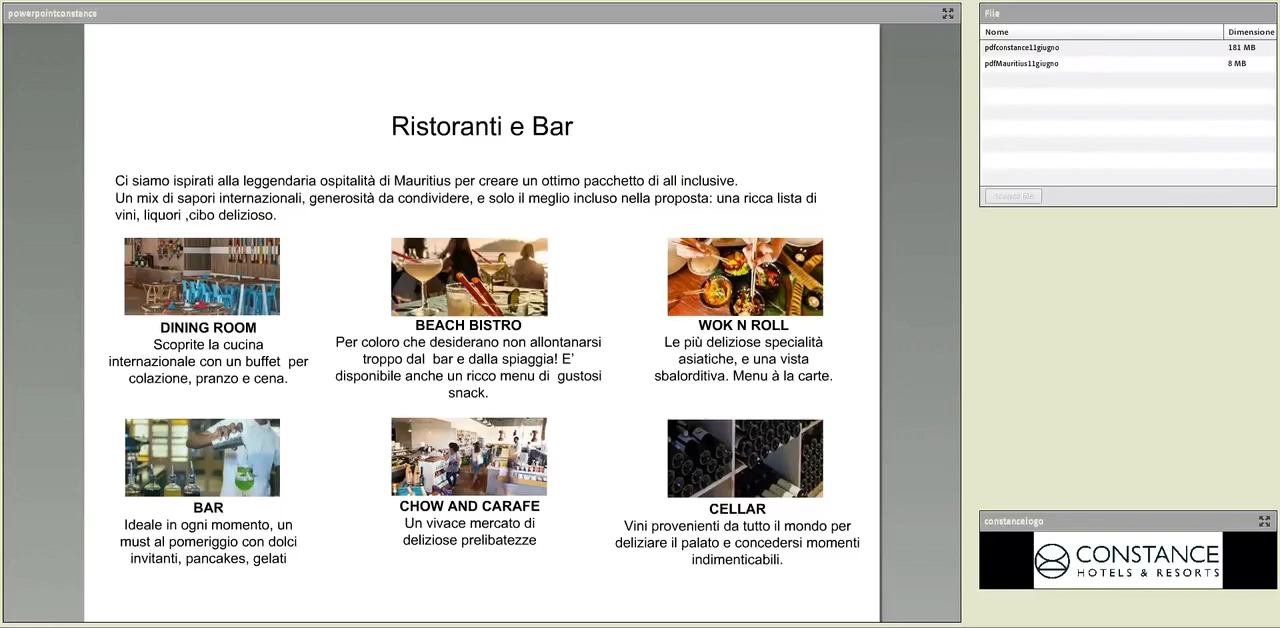 powerpointconstance
File
Nome Dimensione
pdfconstance11giugno 181 MB
pdfMauritius11giugno 8 MB
Scarica file
Ristoranti e Bar
Ci siamo ispirati alla leggendaria ospitalità di Mauritius per creare un ottimo pacchetto di all inclusive.
Un mix di sapori internazionali, generosità da condividere, e solo il meglio incluso nella proposta: una ricca lista di
vini, liquori ,cibo delizioso.
DINING ROOM
Scoprite la cucina
internazionale con un buffet per
colazione, pranzo e cena.
BEACH BISTRO
Per coloro che desiderano non allontanarsi
troppo dal bar e dalla spiaggia! E'
disponibile anche un ricco menu di gustosi
snack.
WOK N ROLL
Le più deliziose specialità
asiatiche, e una vista
sbalorditiva. Menu à la carte.
BAR
Ideale in ogni momento, un
must al pomeriggio con dolci
invitanti, pancakes, gelati
CHOW AND CARAFE
Un vivace mercato di
deliziose prelibatezze
CELLAR
Vini provenienti da tutto il mondo per
deliziare il palato e concedersi momenti
indimenticabili.
constancelogo
CONSTANCE
HOTELS & RESORTS